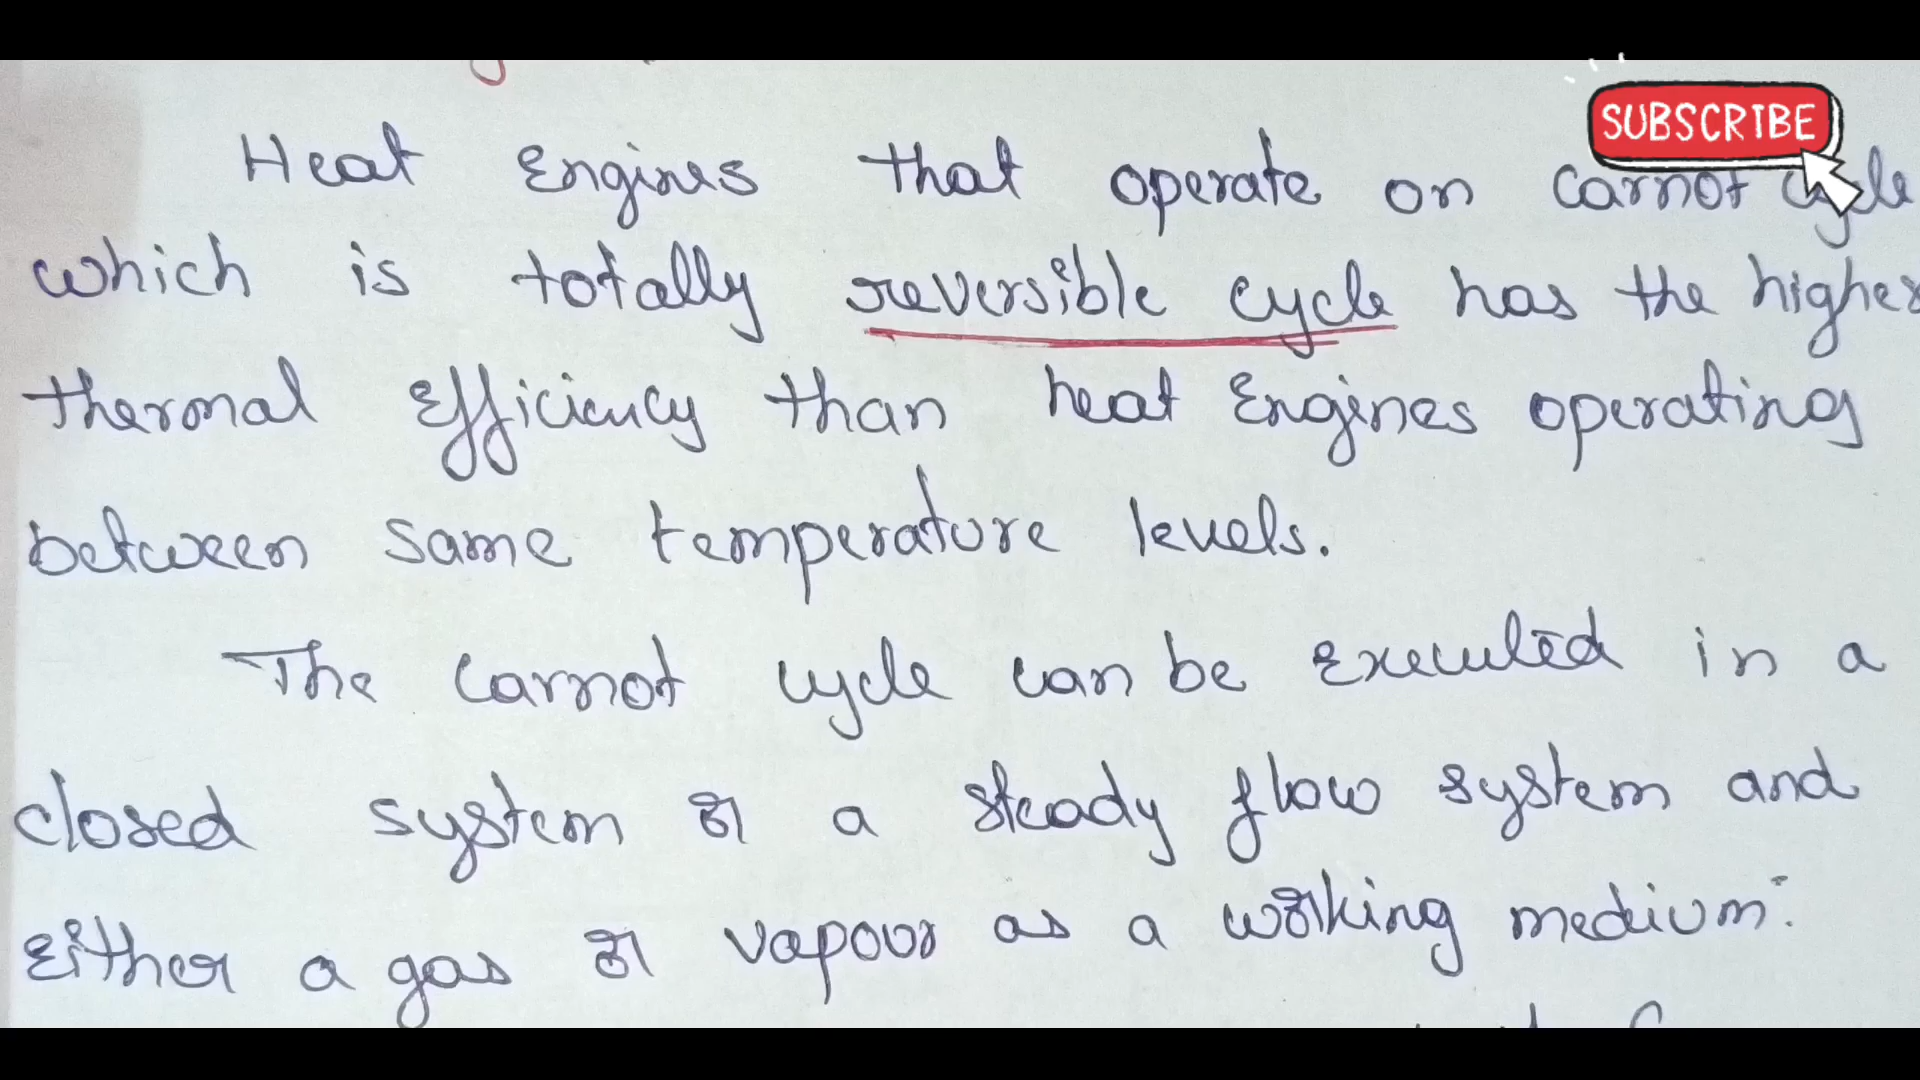 SUBSCRIBE
Heat Engines that operate on carnot cycle
which is totally reversible cycle has the higher
thermal Efficiency than heat Engines operating
between same temperature levels.
The carnot cycle can be Executed in a
closed system or a steady flow system and
Either a gas or vapour as a working medium.